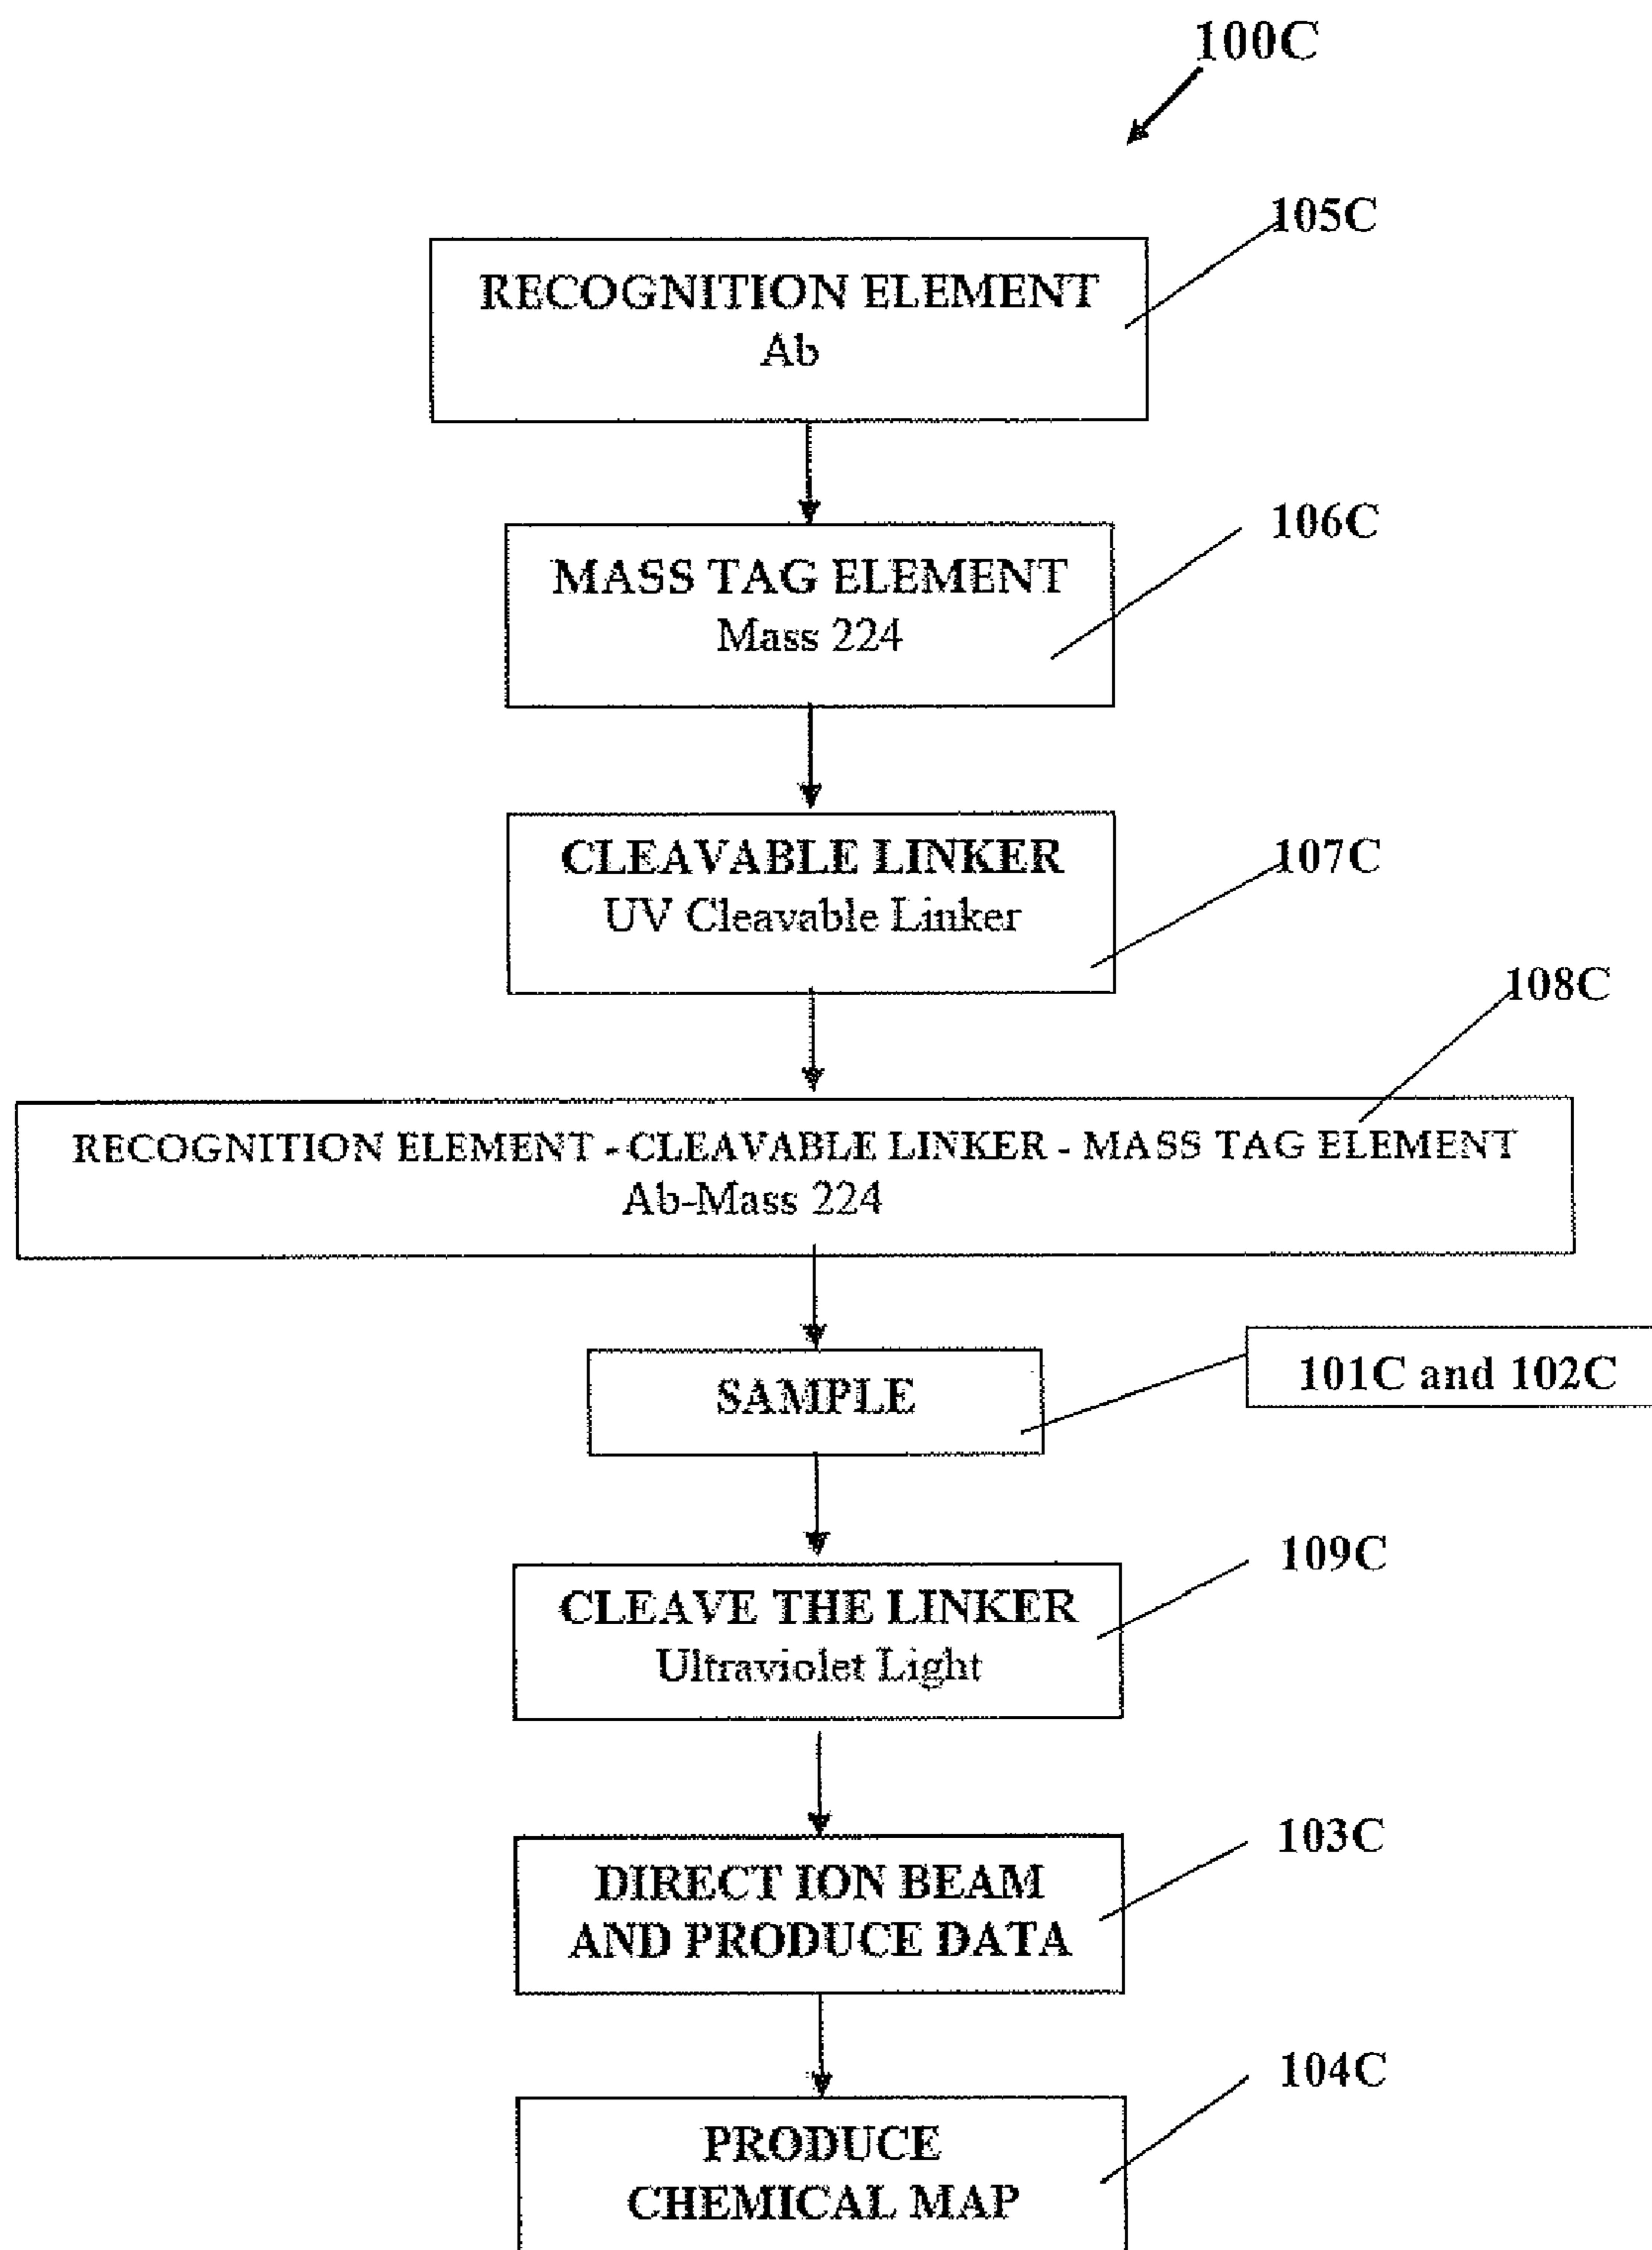 100C
105C
RECOGNITION ELEMENT
Ab
106C
MASS TAG ELEMENT
Mass 224
107C
CLEAVABLE LINKER
UV Cleavable Linker
108C
RECOGNITION ELEMENT - CLEAVABLE LINKER - MASS TAG ELEMENT
Ab-Mass 224
SAMPLE
101C and 102C
109C
CLEAVE THE LINKER
Ultraviolet Light
103C
DIRECT ION BEAM
AND PRODUCE DATA
104C
PRODUCE
CHEMICAL MAP